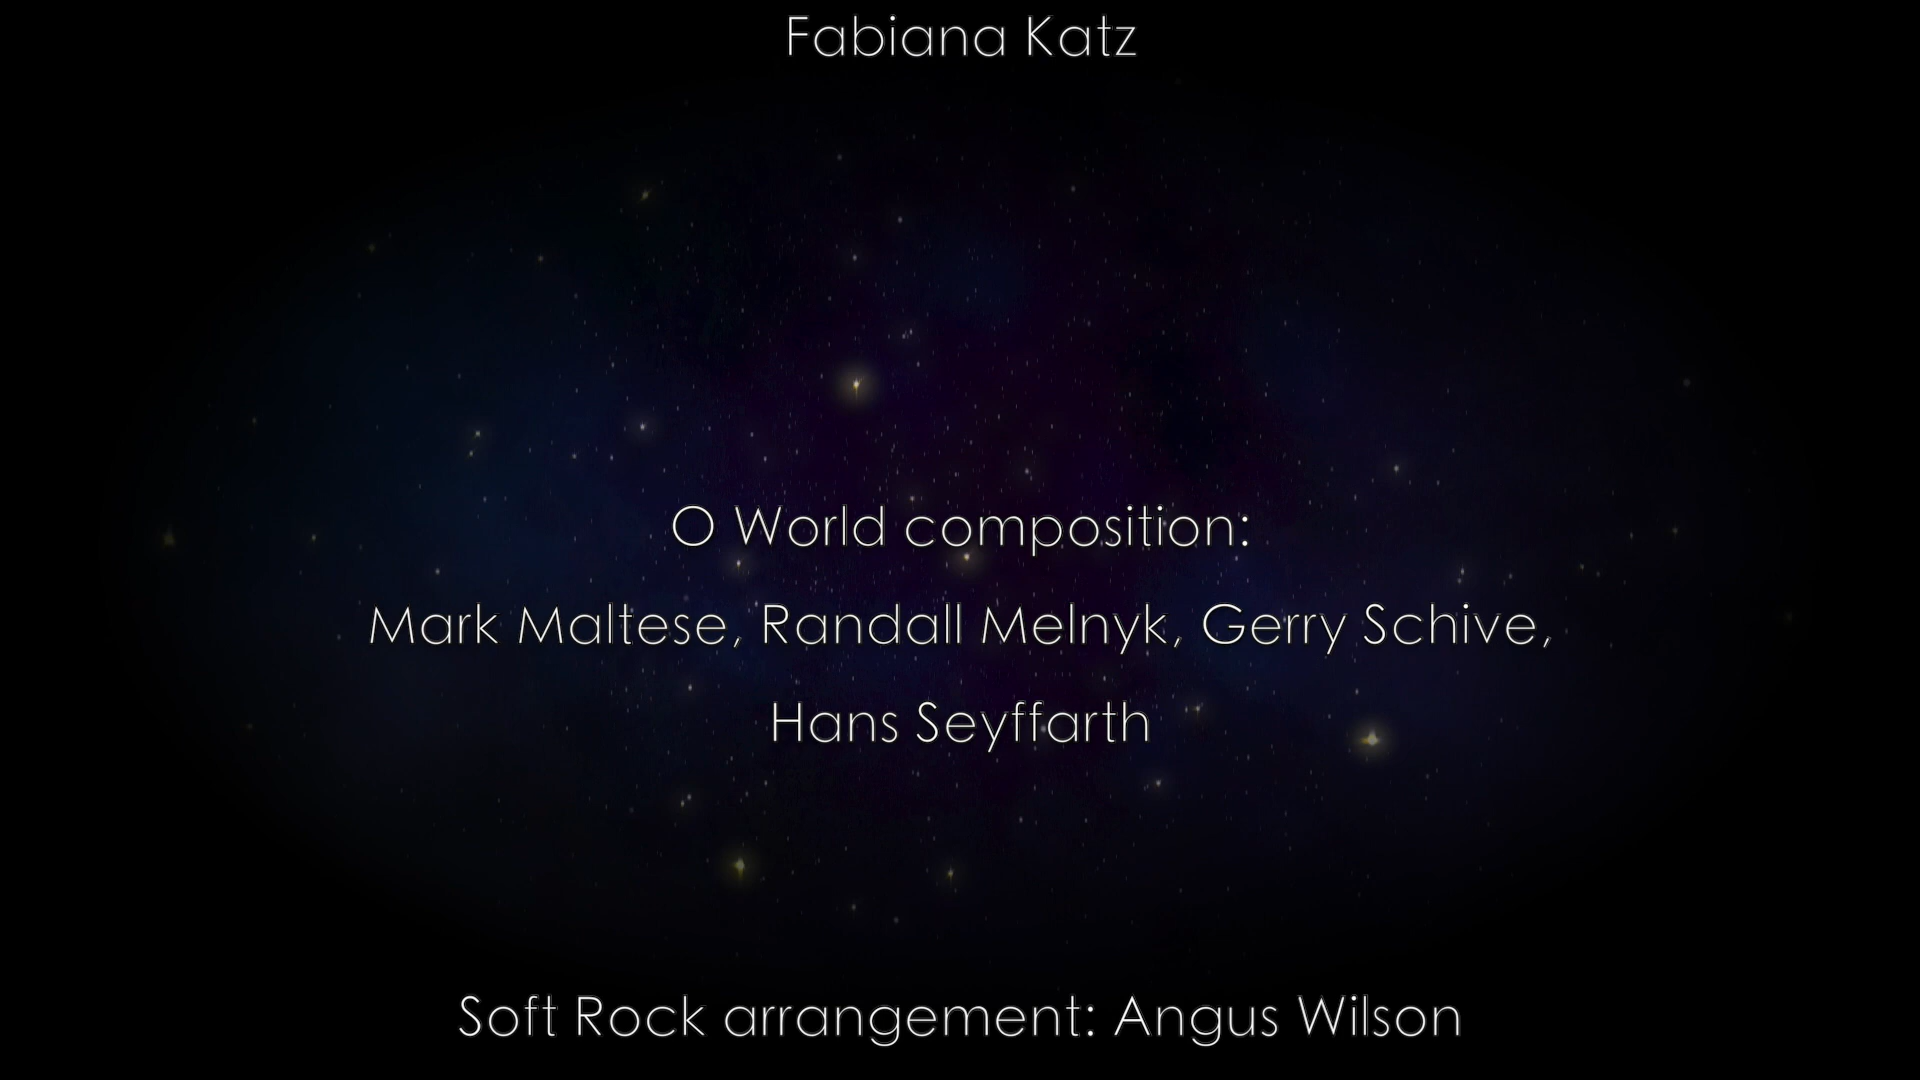 Fabiana Katz
O World composition:
Mark Maltese, Randall Melnyk, Gerry Schive,
Hans Seyffarth
Soft Rock arrangement: Angus Wilson